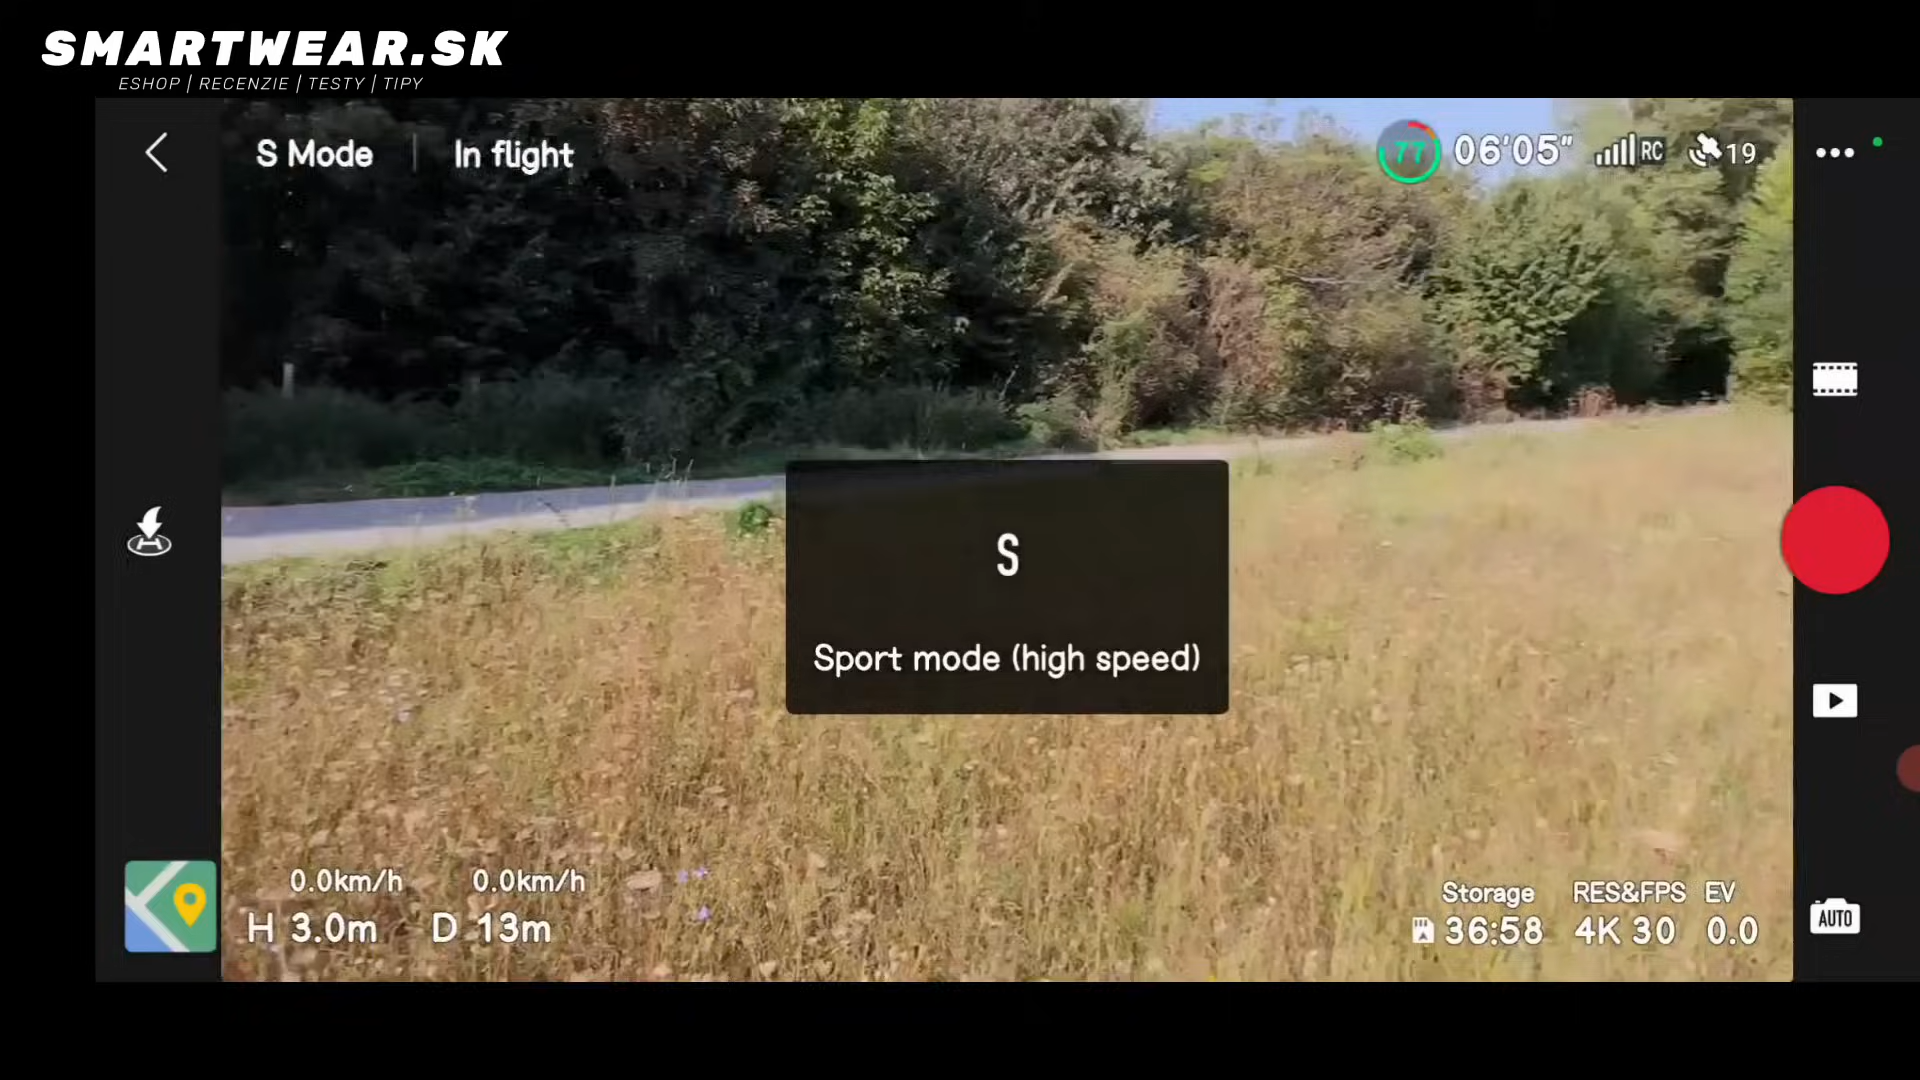 SMARTWEAR.SK
ESHOP | RECENZIE | TESTY | TIPY
S Mode | In flight
77 06'05" RC 19
S
Sport mode (high speed)
0.0km/h 0.0km/h
H 3.0m D 13m
Storage RES&FPS EV
36:58 4K 30 0.0
AUTO